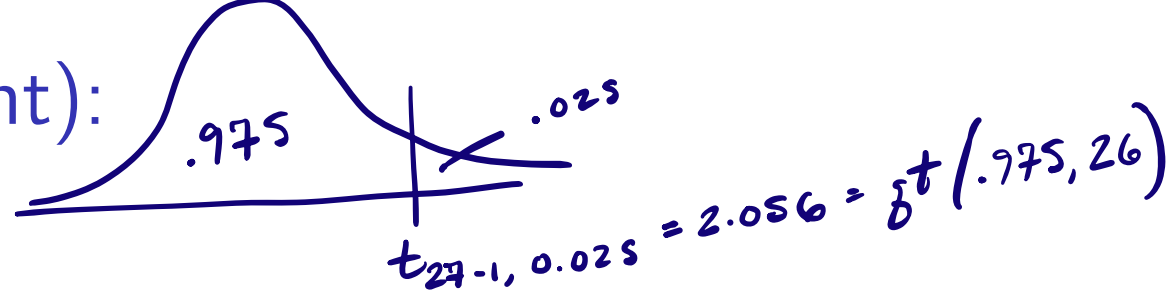 nt):
.975
.025
t27-1, 0.025 = 2.056 = qt(.975, 26)